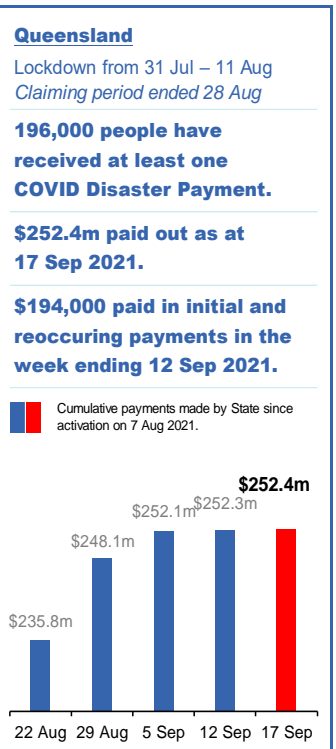 Queensland
Lockdown from 31 Jul – 11 Aug
Claiming period ended 28 Aug
196,000 people have
received at least one
COVID Disaster Payment.
$252.4m paid out as at
17 Sep 2021.
$194,000 paid in initial and
reoccuring payments in the
week ending 12 Sep 2021.
Cumulative payments made by State since
activation on 7 Aug 2021.
$235.8m
$248.1m
$252.1m
$252.3m
$252.4m
22 Aug 29 Aug 5 Sep 12 Sep 17 Sep